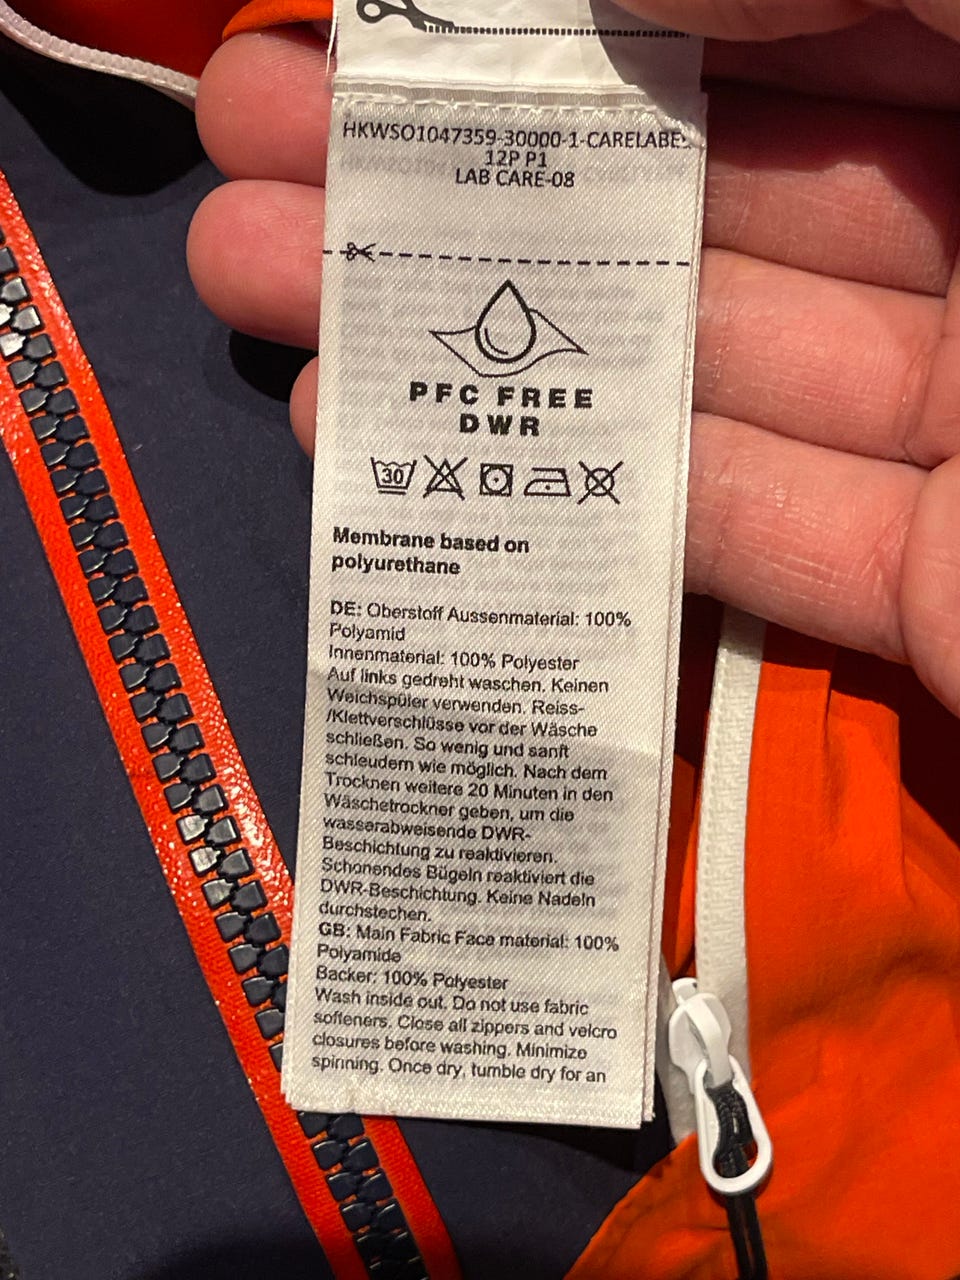 HKWSO1047359-30000-1-CARELABEL
12P P1
LAB CARE-08
PFC FREE
DWR
30
Membrane based on
polyurethane
DE: Oberstoff Aussenmaterial: 100%
Polyamid
Innenmaterial: 100% Polyester
Auf links gedreht waschen. Keinen
Weichspüler verwenden. Reiss-
/Klettverschlüsse vor der Wäsche
schließen. So wenig und sanft
schleudern wie möglich. Nach dem
Trocknen weitere 20 Minuten in den
Wäschetrockner geben, um die
wasserabweisende DWR-
Beschichtung zu reaktivieren.
Schonendes Bügeln reaktiviert die
DWR-Beschichtung. Keine Nadeln
durchstechen.
GB: Main Fabric Face material: 100%
Polyamide
Backer: 100% Polyester
Wash inside out. Do not use fabric
softeners. Close all zippers and velcro
closures before washing. Minimize
spinning. Once dry, tumble dry for an